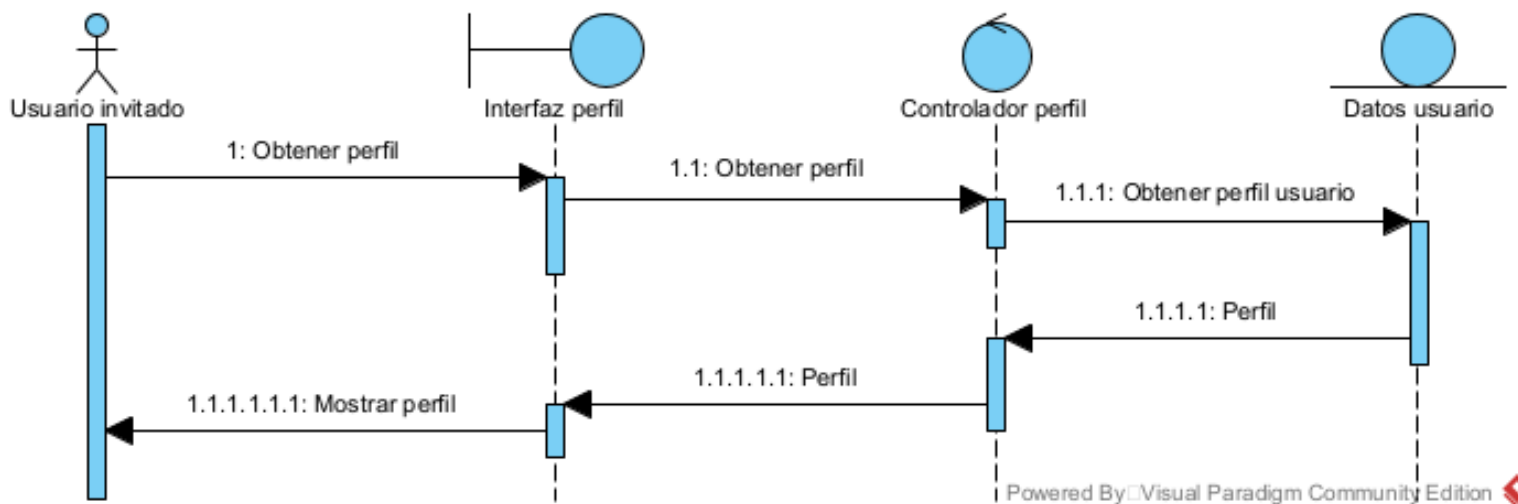 Usuario invitado
Interfaz perfil
Controlador perfil
Datos usuario
1: Obtener perfil
1.1: Obtener perfil
1.1.1: Obtener perfil usuario
1.1.1.1: Perfil
1.1.1.1.1: Perfil
1.1.1.1.1.1: Mostrar perfil
Powered By Visual Paradigm Community Edition